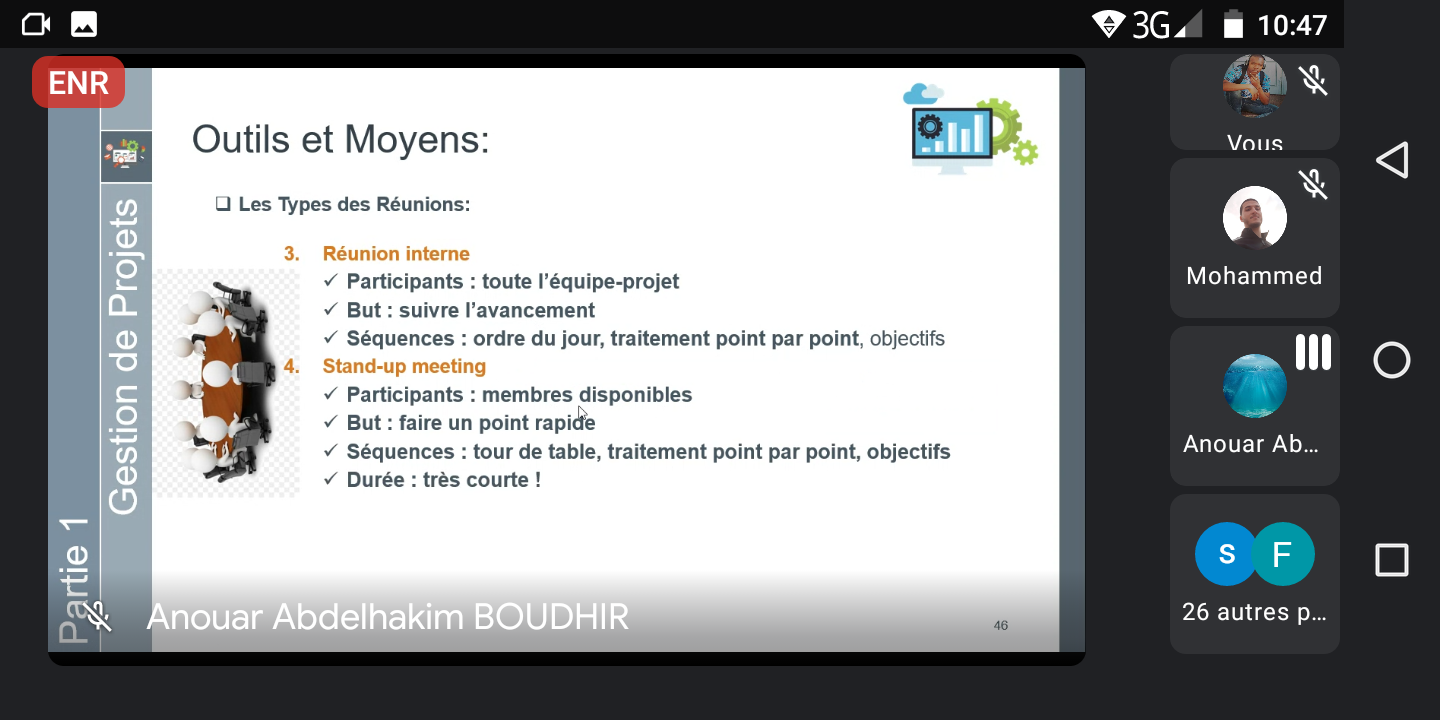 3G 10:47
ENR
Outils et Moyens:
❑ Les Types des Réunions:
3. Réunion interne
✓ Participants : toute l’équipe-projet
✓ But : suivre l’avancement
✓ Séquences : ordre du jour, traitement point par point, objectifs
4. Stand-up meeting
✓ Participants : membres disponibles
✓ But : faire un point rapide
✓ Séquences : tour de table, traitement point par point, objectifs
✓ Durée : très courte !
Partie 1
Gestion de Projets
Anouar Abdelhakim BOUDHIR
46
Vous
Mohammed
Anouar Ab...
S F
26 autres p...